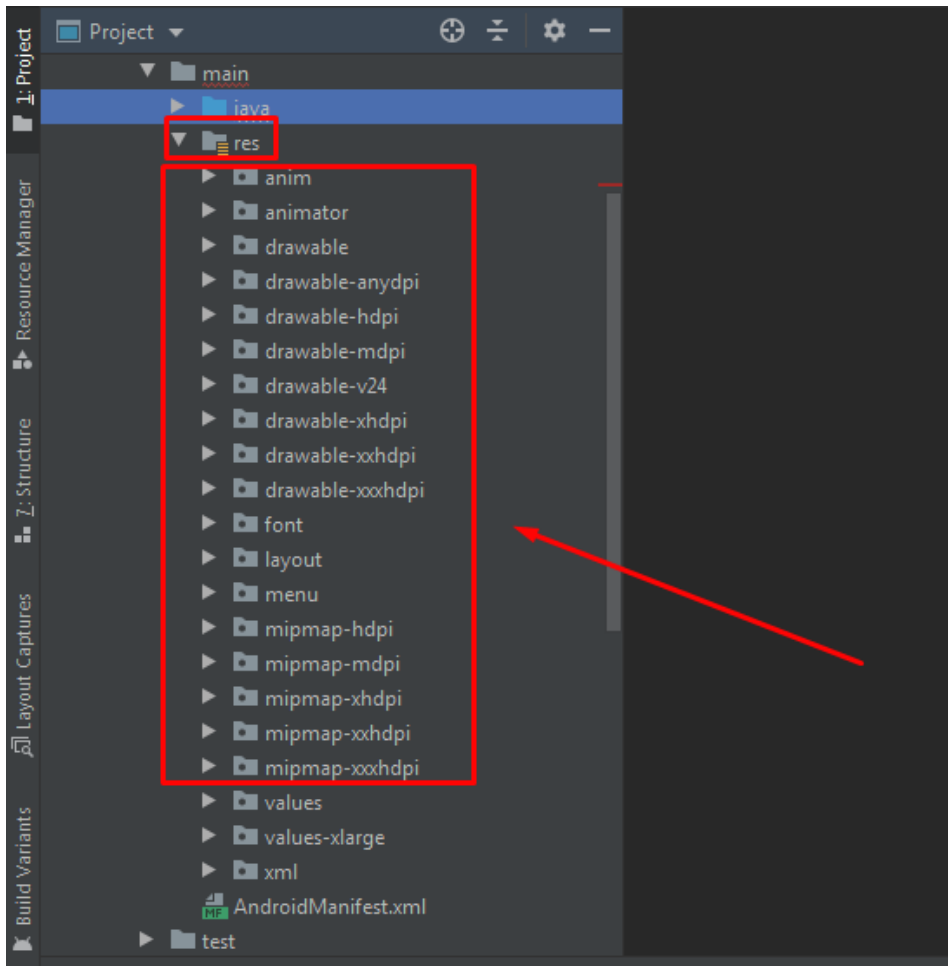 Project
main
java
res
anim
animator
drawable
drawable-anydpi
drawable-hdpi
drawable-mdpi
drawable-v24
drawable-xhdpi
drawable-xxhdpi
drawable-xxxhdpi
font
layout
menu
mipmap-hdpi
mipmap-mdpi
mipmap-xhdpi
mipmap-xxhdpi
mipmap-xxxhdpi
values
values-xlarge
xml
MF AndroidManifest.xml
test
1: Project
Resource Manager
7: Structure
Layout Captures
Build Variants